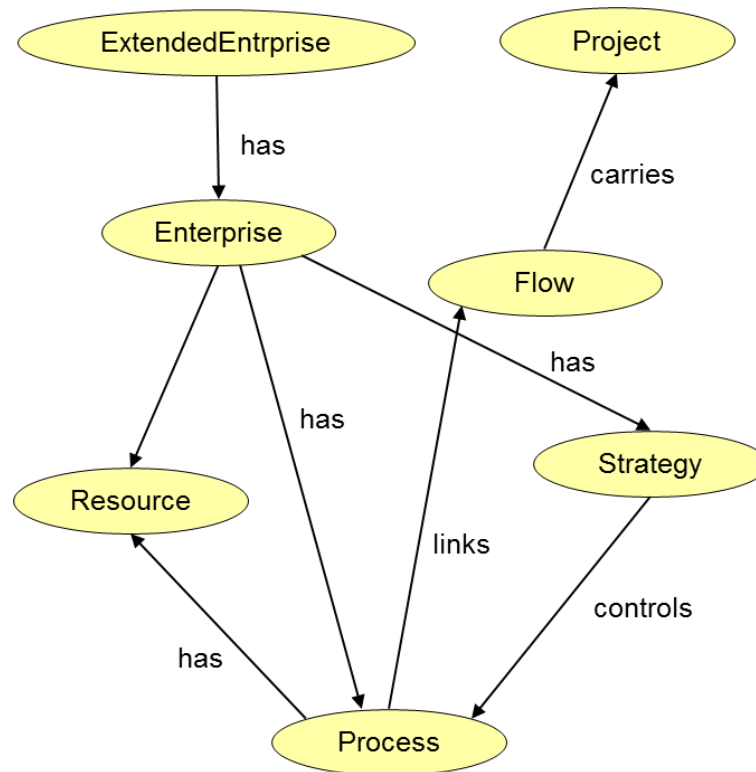 ExtendedEntrprise
Project
has
carries
Enterprise
Flow
has
has
Strategy
Resource
links
controls
has
Process